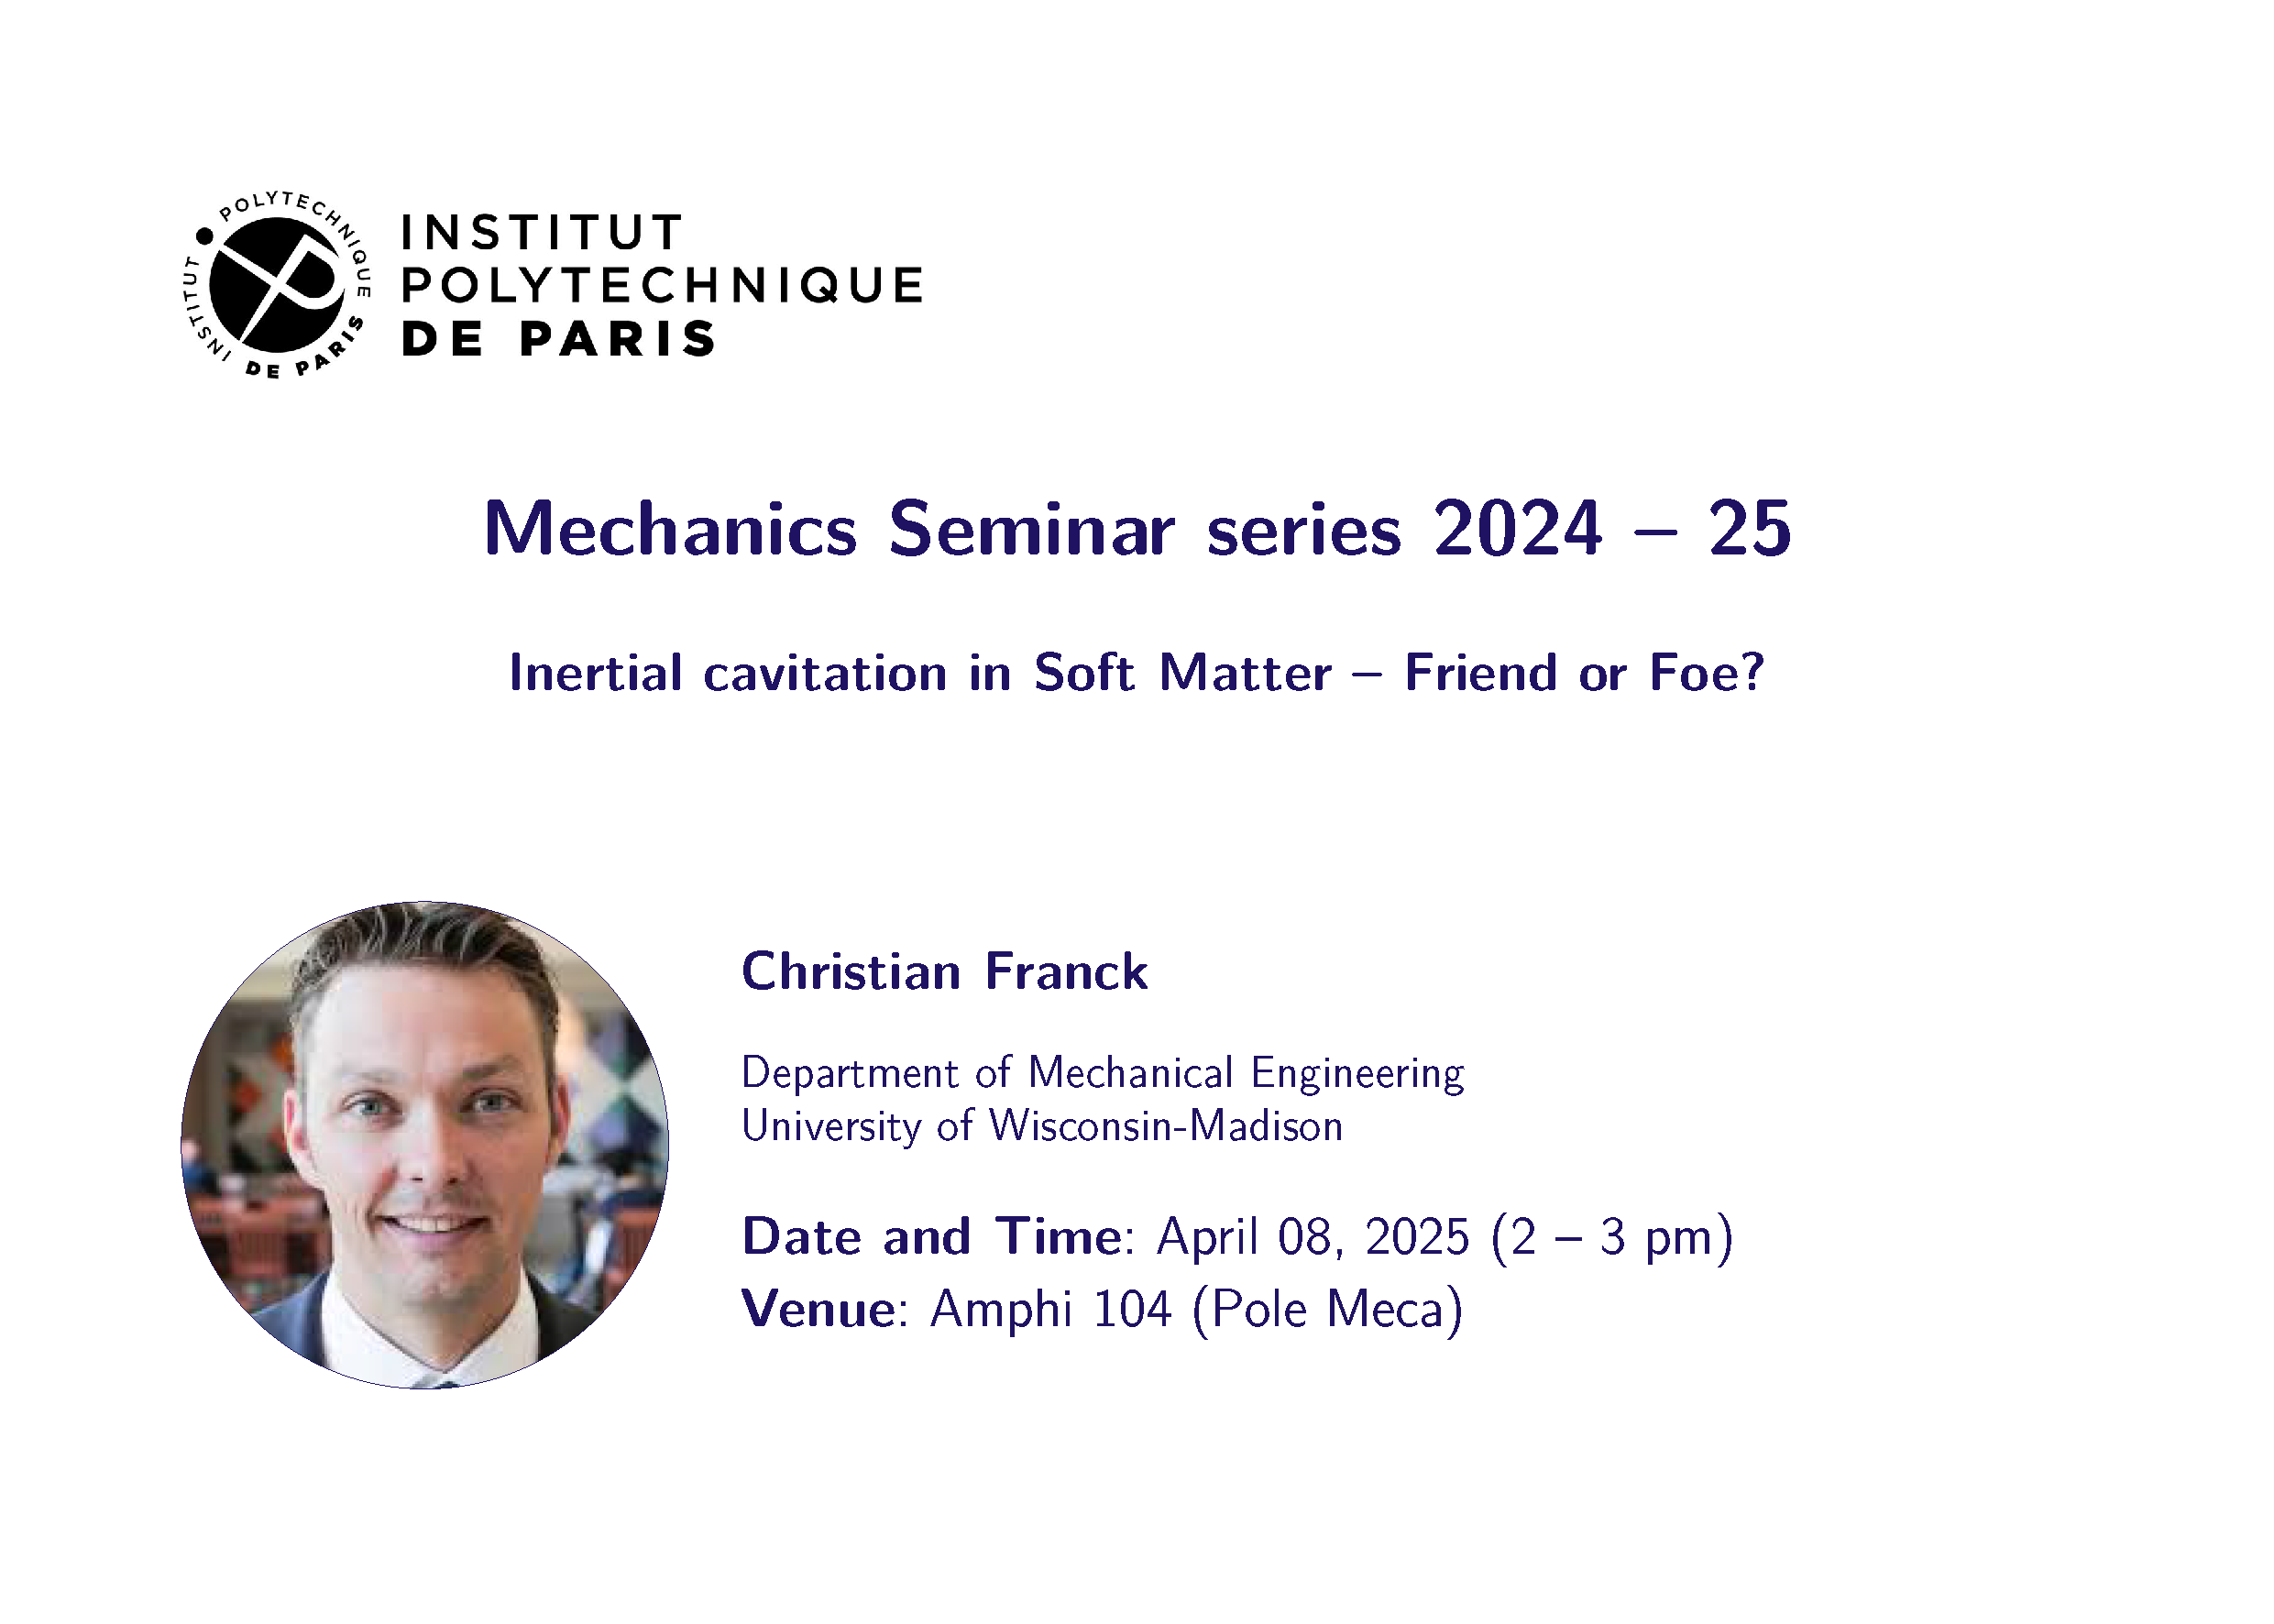 INSTITUT POLYTECHNIQUE DE PARIS
INSTITUT
POLYTECHNIQUE
DE PARIS
Mechanics Seminar series 2024 – 25
Inertial cavitation in Soft Matter – Friend or Foe?
Christian Franck
Department of Mechanical Engineering
University of Wisconsin-Madison
Date and Time: April 08, 2025 (2 – 3 pm)
Venue: Amphi 104 (Pole Meca)